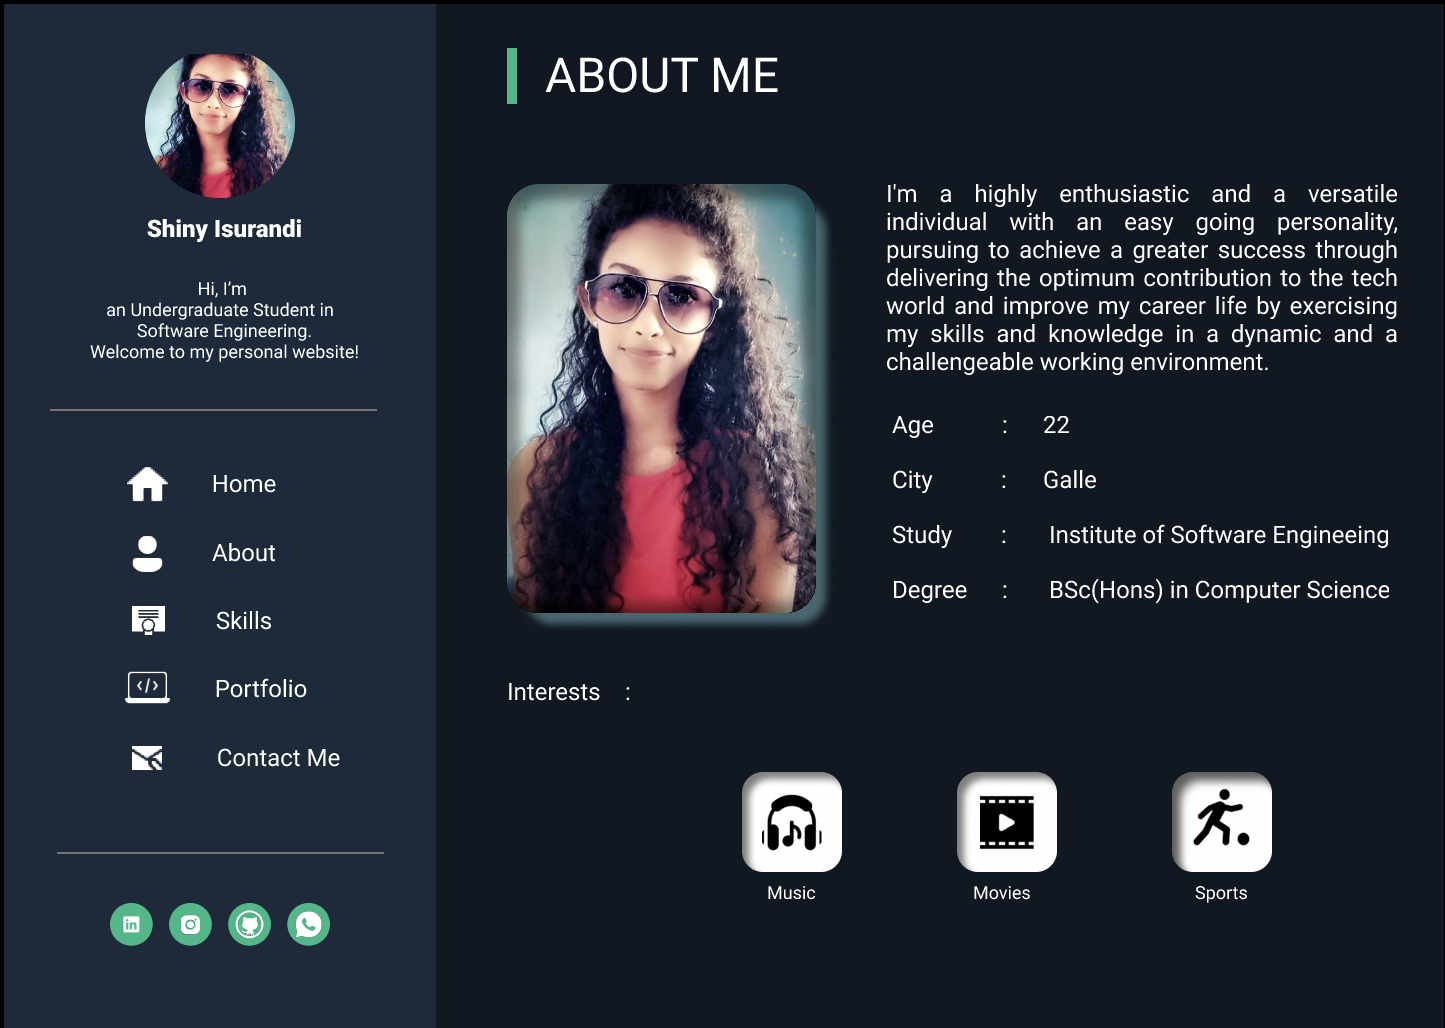 Shiny Isurandi
Hi, I’m
an Undergraduate Student in
Software Engineering.
Welcome to my personal website!
Home
About
Skills
Portfolio
Contact Me
ABOUT ME
I'm a highly enthusiastic and a versatile
individual with an easy going personality,
pursuing to achieve a greater success through
delivering the optimum contribution to the tech
world and improve my career life by exercising
my skills and knowledge in a dynamic and a
challengeable working environment.
Age : 22
City : Galle
Study : Institute of Software Engineeing
Degree : BSc(Hons) in Computer Science
Interests :
Music Movies Sports